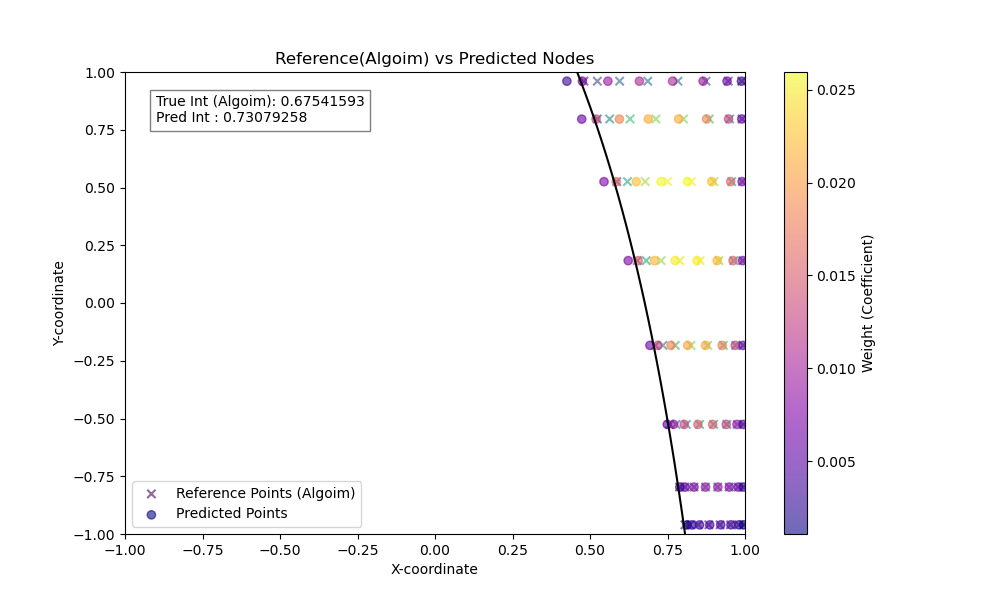 Reference(Algoim) vs Predicted Nodes
True Int (Algoim): 0.67541593
Pred Int : 0.73079258
1.00
0.75
0.50
0.25
0.00
−0.25
−0.50
−0.75
−1.00
Y-coordinate
Reference Points (Algoim)
Predicted Points
−1.00 −0.75 −0.50 −0.25 0.00 0.25 0.50 0.75 1.00
X-coordinate
0.025
0.020
0.015
0.010
0.005
Weight (Coefficient)